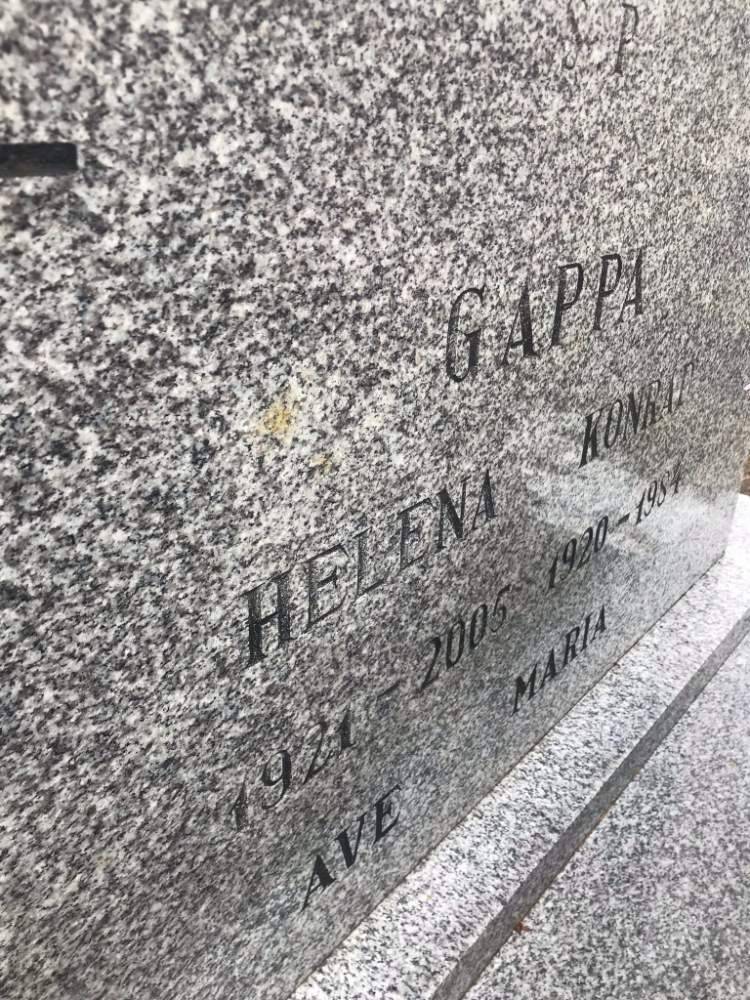 Ś P
GAPPA
HELENA KONRAD
1921 - 2005 1920 - 1984
AVE MARIA